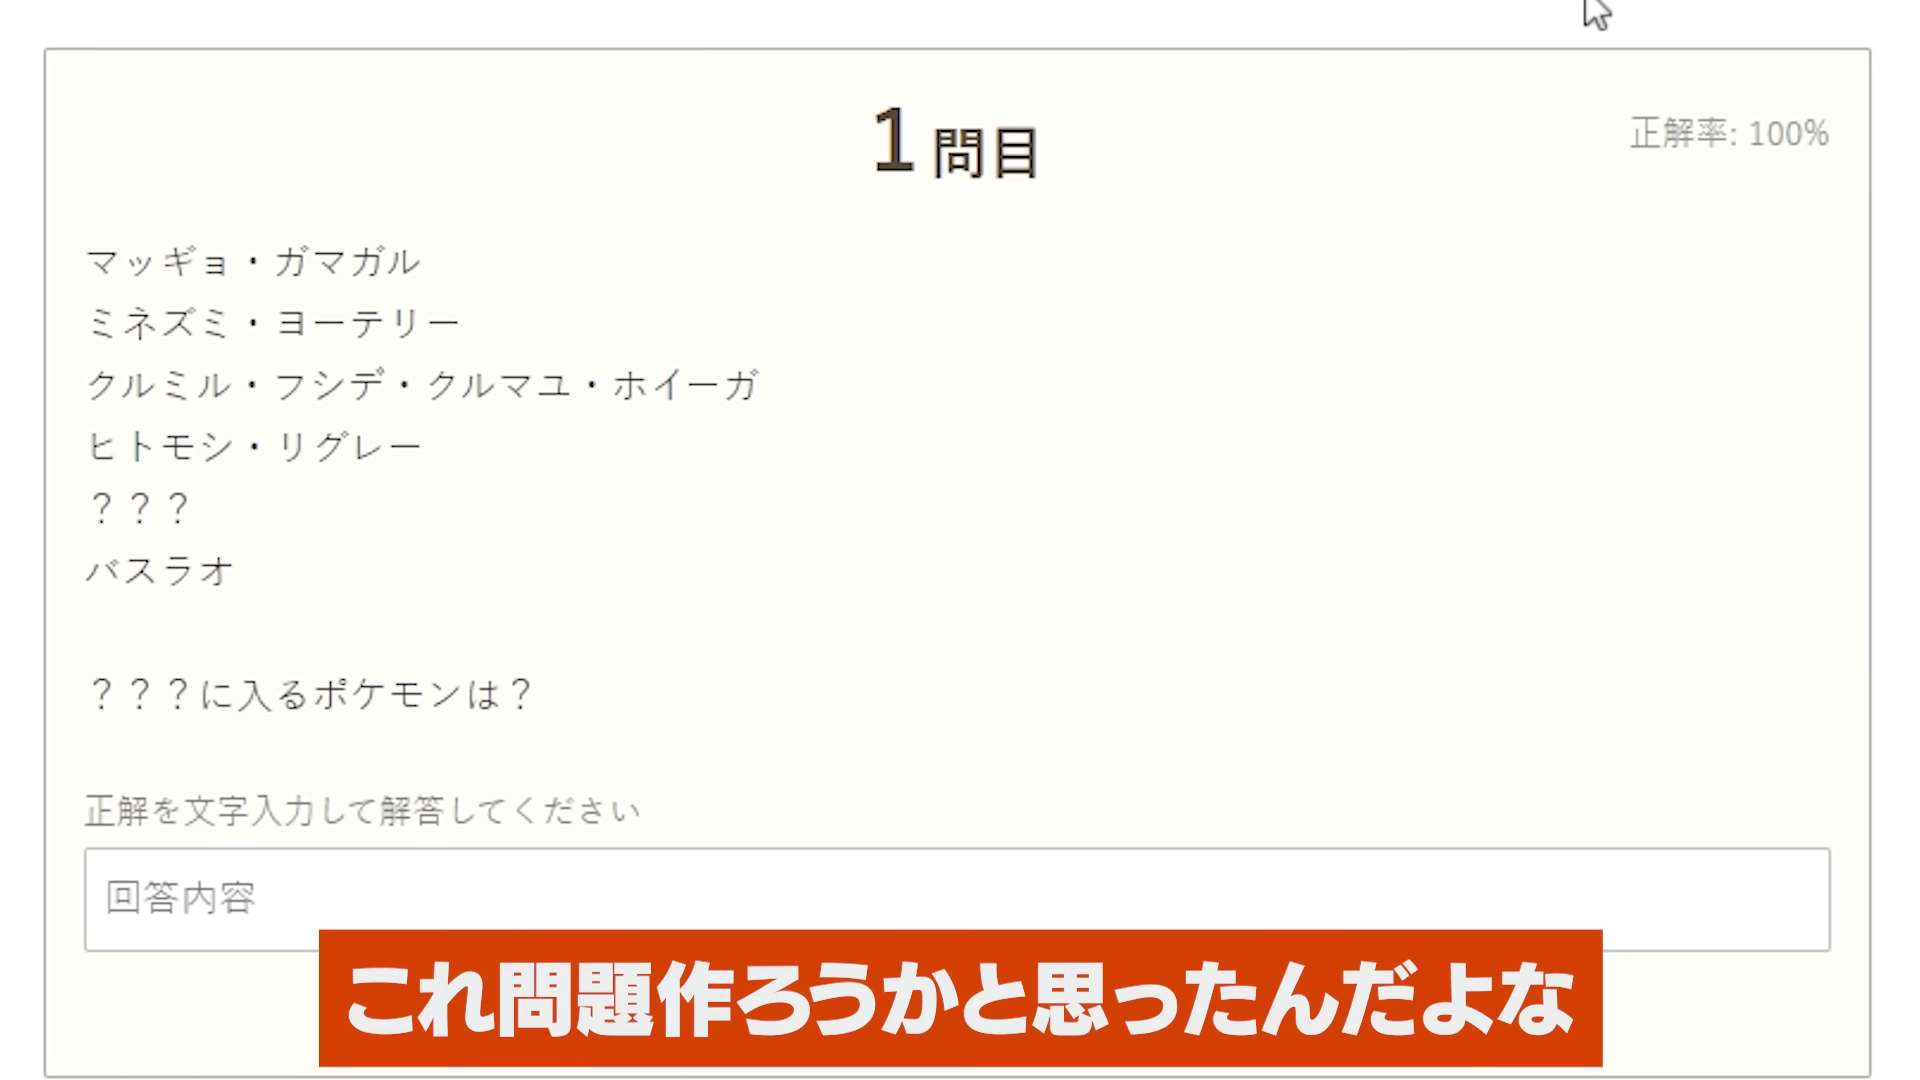 1問目
正解率: 100%
マッギョ・ガマガル
ミネズミ・ヨーテリー
クルミル・フシデ・クルマユ・ホイーガ
ヒトモシ・リグレー
？？？
バスラオ
？？？に入るポケモンは？
正解を文字入力して解答してください
回答内容
これ問題作ろうかと思ったんだよな